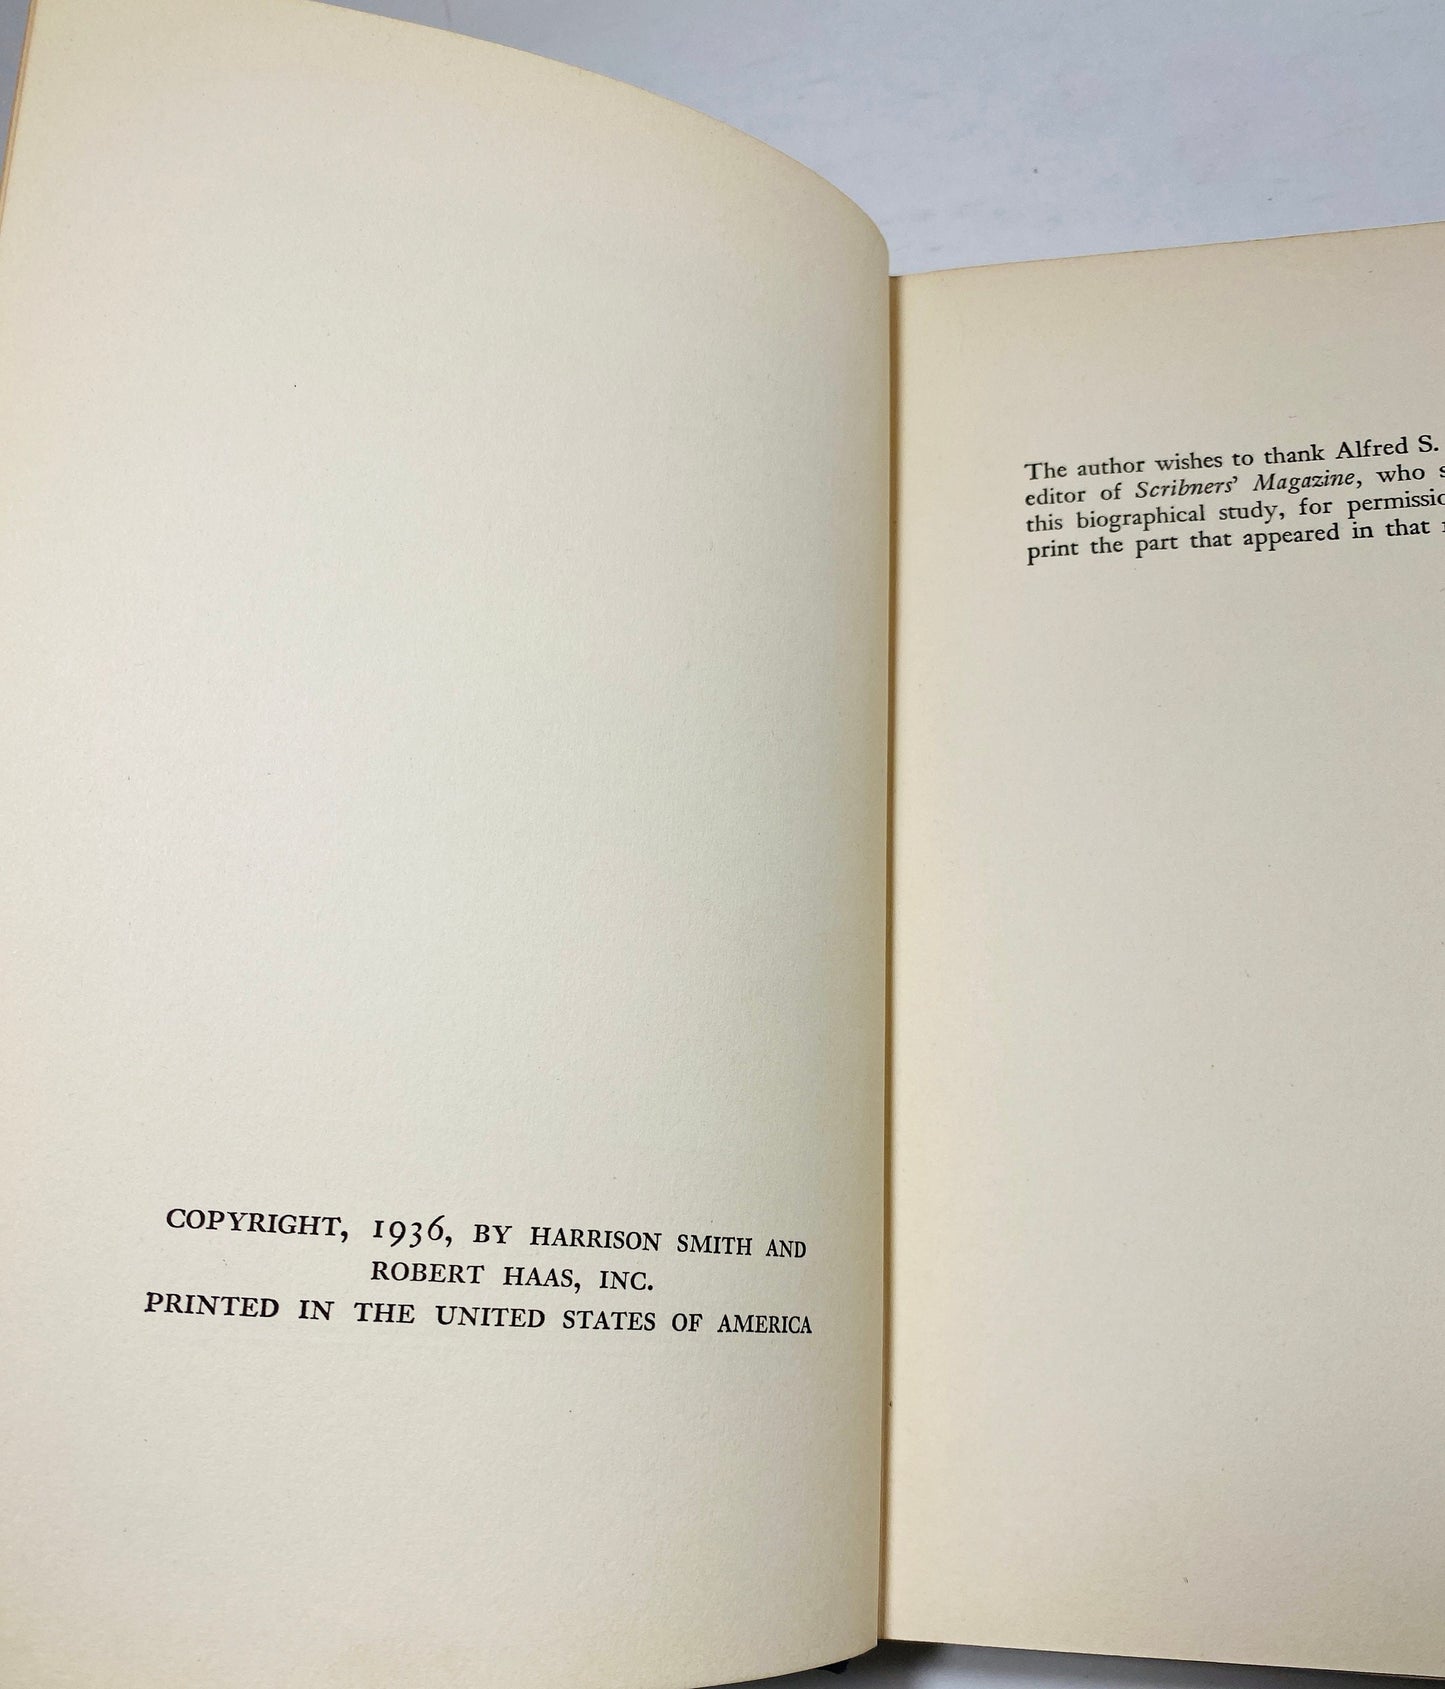 COPYRIGHT, 1936, BY HARRISON SMITH AND
ROBERT HAAS, INC.
PRINTED IN THE UNITED STATES OF AMERICA
The author wishes to thank Alfred S.
editor of Scribners' Magazine, who
this biographical study, for
print the part that appeared in that